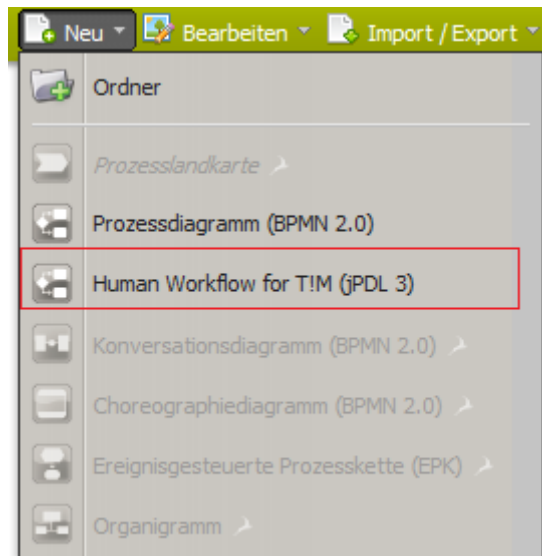 Neu Bearbeiten Import / Export
Ordner
Prozesslandkarte
Prozessdiagramm (BPMN 2.0)
Human Workflow for T!M (jPDL 3)
Konversationsdiagramm (BPMN 2.0)
Choreographiediagramm (BPMN 2.0)
Ereignisgesteuerte Prozesskette (EPK)
Organigramm